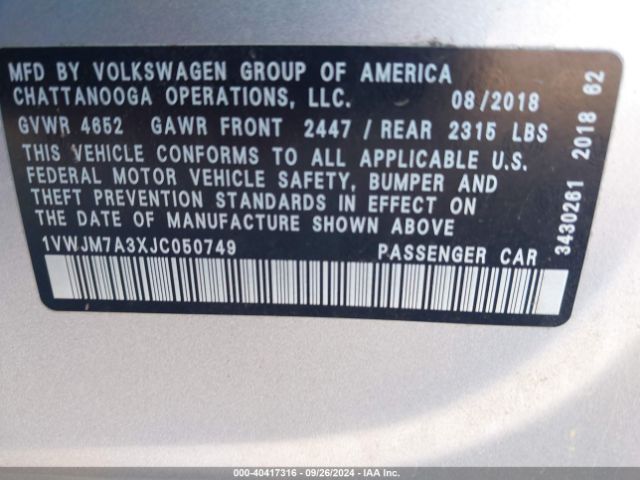 MFD BY VOLKSWAGEN GROUP OF AMERICA
CHATTANOOGA OPERATIONS, LLC. 08/2018
GVWR 4652 GAWR FRONT 2447 / REAR 2315 LBS
THIS VEHICLE CONFORMS TO ALL APPLICABLE U.S.
FEDERAL MOTOR VEHICLE SAFETY, BUMPER AND
THEFT PREVENTION STANDARDS IN EFFECT ON
THE DATE OF MANUFACTURE SHOWN ABOVE
1VWJM7A3XJC050749 PASSENGER CAR
3430261 2018 62
000-40417316 - 09/26/2024 - IAA Inc.